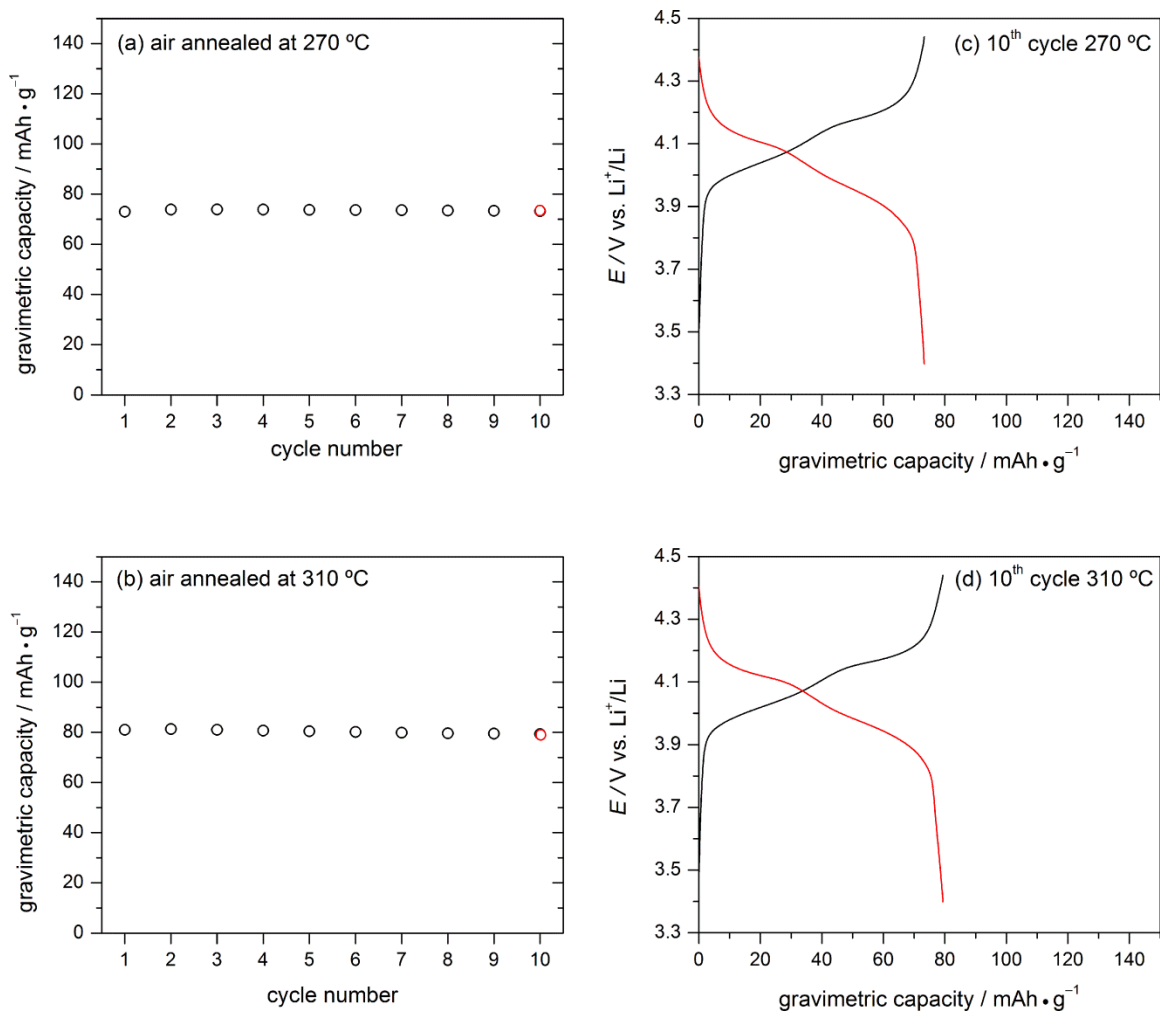 (a) air annealed at 270 ºC
gravimetric capacity / mAh • g⁻¹
140
120
100
80
60
40
20
0
1 2 3 4 5 6 7 8 9 10
cycle number
(c) 10ᵗʰ cycle 270 ºC
E / V vs. Li⁺/Li
4.5
4.3
4.1
3.9
3.7
3.5
3.3
0 20 40 60 80 100 120 140
gravimetric capacity / mAh • g⁻¹
(b) air annealed at 310 ºC
gravimetric capacity / mAh • g⁻¹
140
120
100
80
60
40
20
0
1 2 3 4 5 6 7 8 9 10
cycle number
(d) 10ᵗʰ cycle 310 ºC
E / V vs. Li⁺/Li
4.5
4.3
4.1
3.9
3.7
3.5
3.3
0 20 40 60 80 100 120 140
gravimetric capacity / mAh • g⁻¹